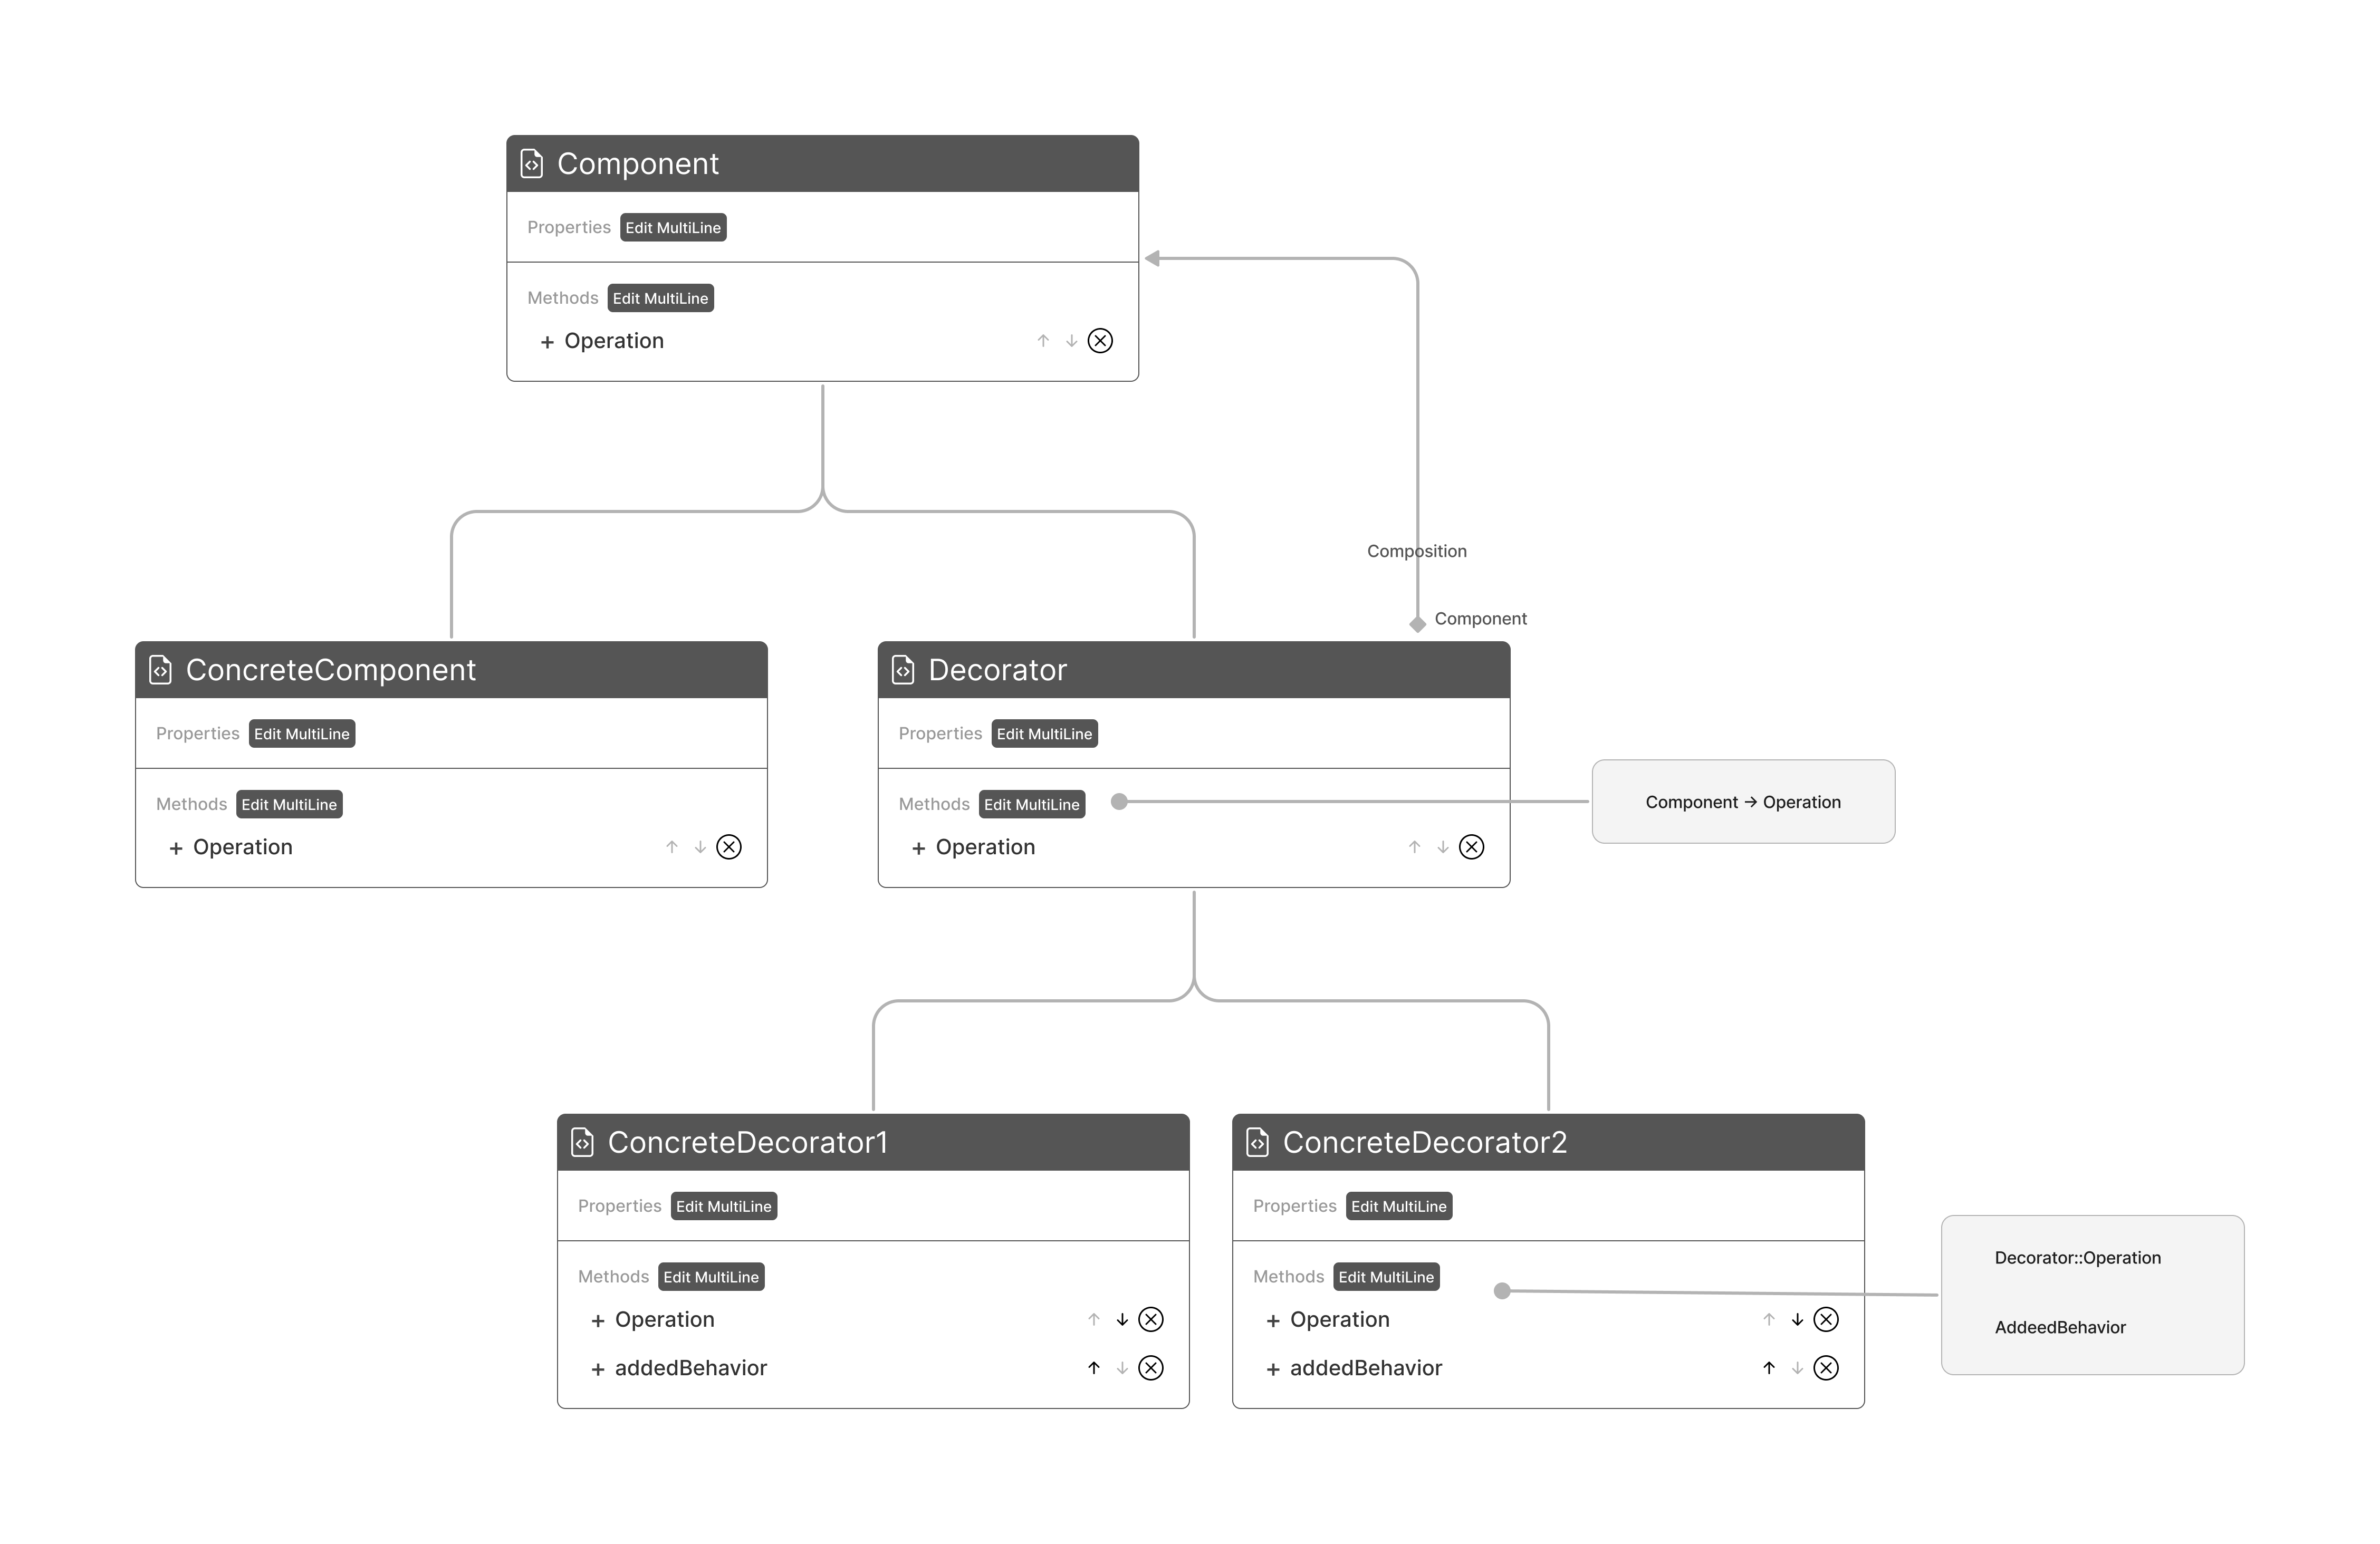 Component
Properties Edit MultiLine
Methods Edit MultiLine
+ Operation
Composition
Component
ConcreteComponent
Properties Edit MultiLine
Methods Edit MultiLine
+ Operation
Decorator
Properties Edit MultiLine
Methods Edit MultiLine
+ Operation
Component → Operation
ConcreteDecorator1
Properties Edit MultiLine
Methods Edit MultiLine
+ Operation
+ addedBehavior
ConcreteDecorator2
Properties Edit MultiLine
Methods Edit MultiLine
+ Operation
+ addedBehavior
Decorator::Operation
AddeedBehavior